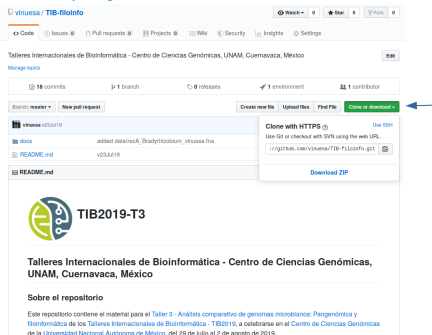 vinuesa / TIB-filoInfo
Watch 0 Star 0 Fork 0
Code Issues 0 Pull requests 0 Projects 0 Wiki Security Insights Settings
Talleres Internacionales de Bioinformática - Centro de Ciencias Genómicas, UNAM, Cuernavaca, México Edit
Manage topics
18 commits 1 branch 0 releases 1 environment 1 contributor
Branch: master New pull request Create new file Upload files Find File Clone or download
vinuesa v23Jul19
docs added data/recA_Bradyrhizobium_vinuesa.fna
README.md v23Jul19
Clone with HTTPS Use SSH
Use Git or checkout with SVN using the web URL.
://github.com/vinuesa/TIB-filoinfo.git
Download ZIP
README.md
TIB2019-T3
Talleres Internacionales de Bioinformática - Centro de Ciencias Genómicas,
UNAM, Cuernavaca, México
Sobre el repositorio
Este repositorio contiene el material para el Taller 3 - Análisis comparativo de genomas microbianos: Pangenómica y
filoinformática de los Talleres Internacionales de Bioinformática - TIB2019, a celebrarse en el Centro de Ciencias Genómicas
de la Universidad Nacional Autónoma de México, del 29 de julio al 2 de agosto de 2019.